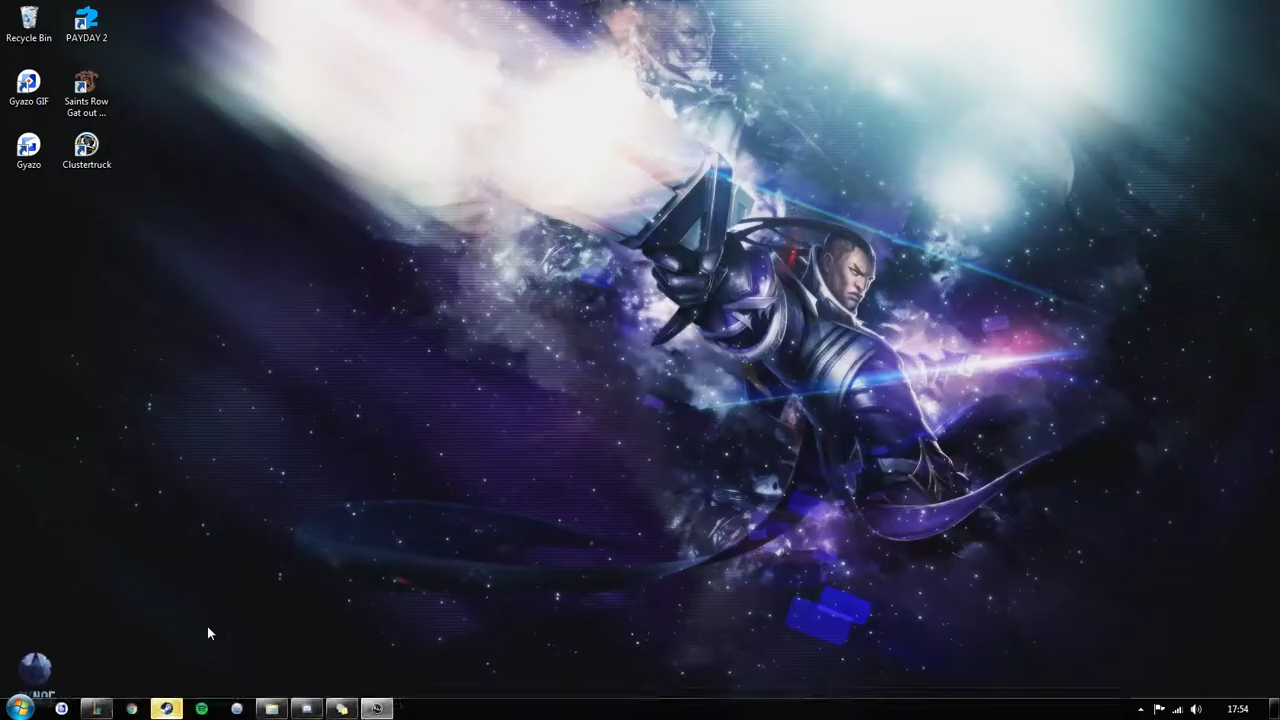 Recycle Bin
PAYDAY 2
Gyazo GIF
Saints Row
Gat out ...
Gyazo
Clustertruck
17:54